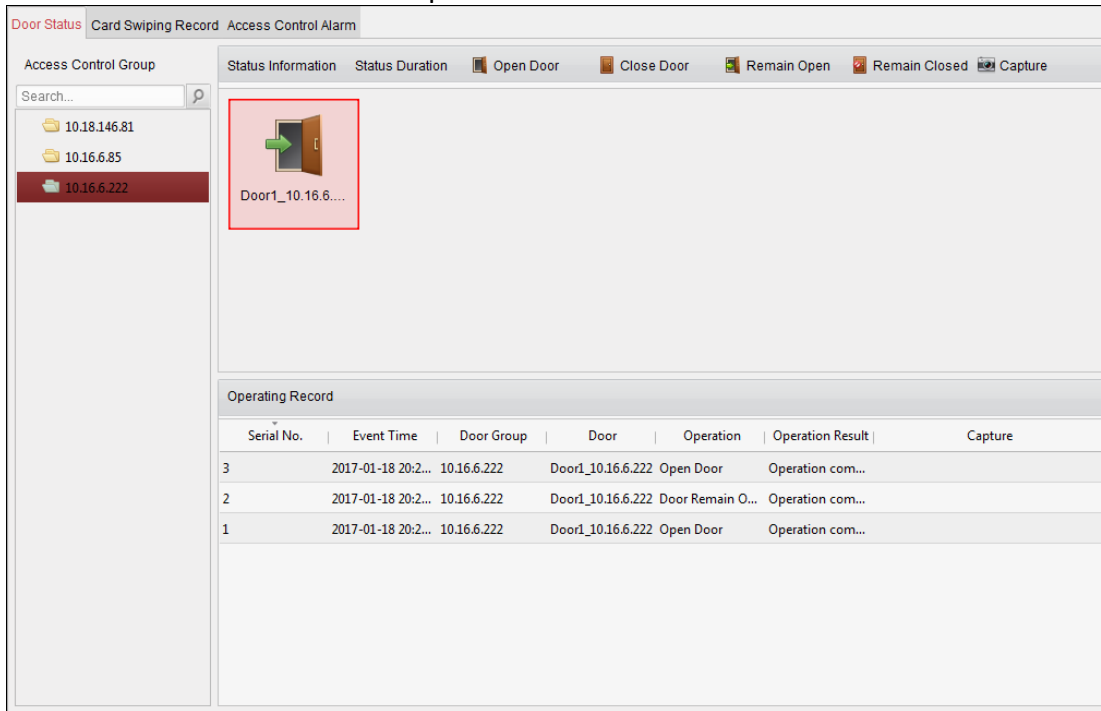 Door Status Card Swiping Record Access Control Alarm
Access Control Group
Search...
10.18.146.81
10.16.6.85
10.16.6.222
Status Information Status Duration Open Door Close Door Remain Open Remain Closed Capture
Door1_10.16.6....
Operating Record
Serial No. Event Time Door Group Door Operation Operation Result Capture
3 2017-01-18 20:2... 10.16.6.222 Door1_10.16.6.222 Open Door Operation com...
2 2017-01-18 20:2... 10.16.6.222 Door1_10.16.6.222 Door Remain O... Operation com...
1 2017-01-18 20:2... 10.16.6.222 Door1_10.16.6.222 Open Door Operation com...